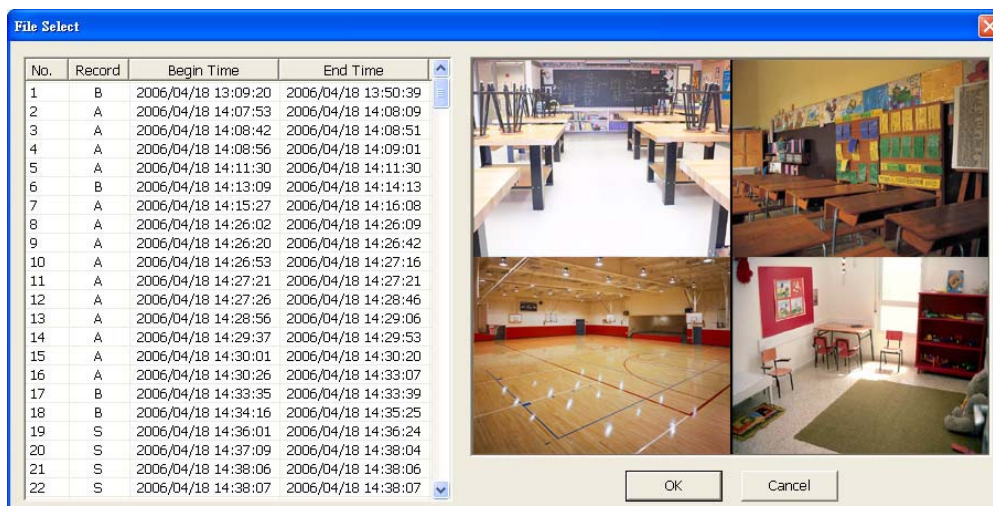 File Select
No. Record Begin Time End Time
1 B 2006/04/18 13:09:20 2006/04/18 13:50:39
2 A 2006/04/18 14:07:53 2006/04/18 14:08:09
3 A 2006/04/18 14:08:42 2006/04/18 14:08:51
4 A 2006/04/18 14:08:56 2006/04/18 14:09:01
5 A 2006/04/18 14:11:30 2006/04/18 14:11:30
6 B 2006/04/18 14:13:09 2006/04/18 14:14:13
7 A 2006/04/18 14:15:27 2006/04/18 14:16:08
8 A 2006/04/18 14:26:02 2006/04/18 14:26:09
9 A 2006/04/18 14:26:20 2006/04/18 14:26:42
10 A 2006/04/18 14:26:53 2006/04/18 14:27:16
11 A 2006/04/18 14:27:21 2006/04/18 14:27:21
12 A 2006/04/18 14:27:26 2006/04/18 14:28:46
13 A 2006/04/18 14:28:56 2006/04/18 14:29:06
14 A 2006/04/18 14:29:37 2006/04/18 14:29:53
15 A 2006/04/18 14:30:01 2006/04/18 14:30:20
16 A 2006/04/18 14:30:26 2006/04/18 14:33:07
17 B 2006/04/18 14:33:35 2006/04/18 14:33:39
18 B 2006/04/18 14:34:16 2006/04/18 14:35:25
19 S 2006/04/18 14:36:01 2006/04/18 14:36:24
20 S 2006/04/18 14:37:09 2006/04/18 14:38:04
21 S 2006/04/18 14:38:06 2006/04/18 14:38:06
22 S 2006/04/18 14:38:07 2006/04/18 14:38:07
OK Cancel